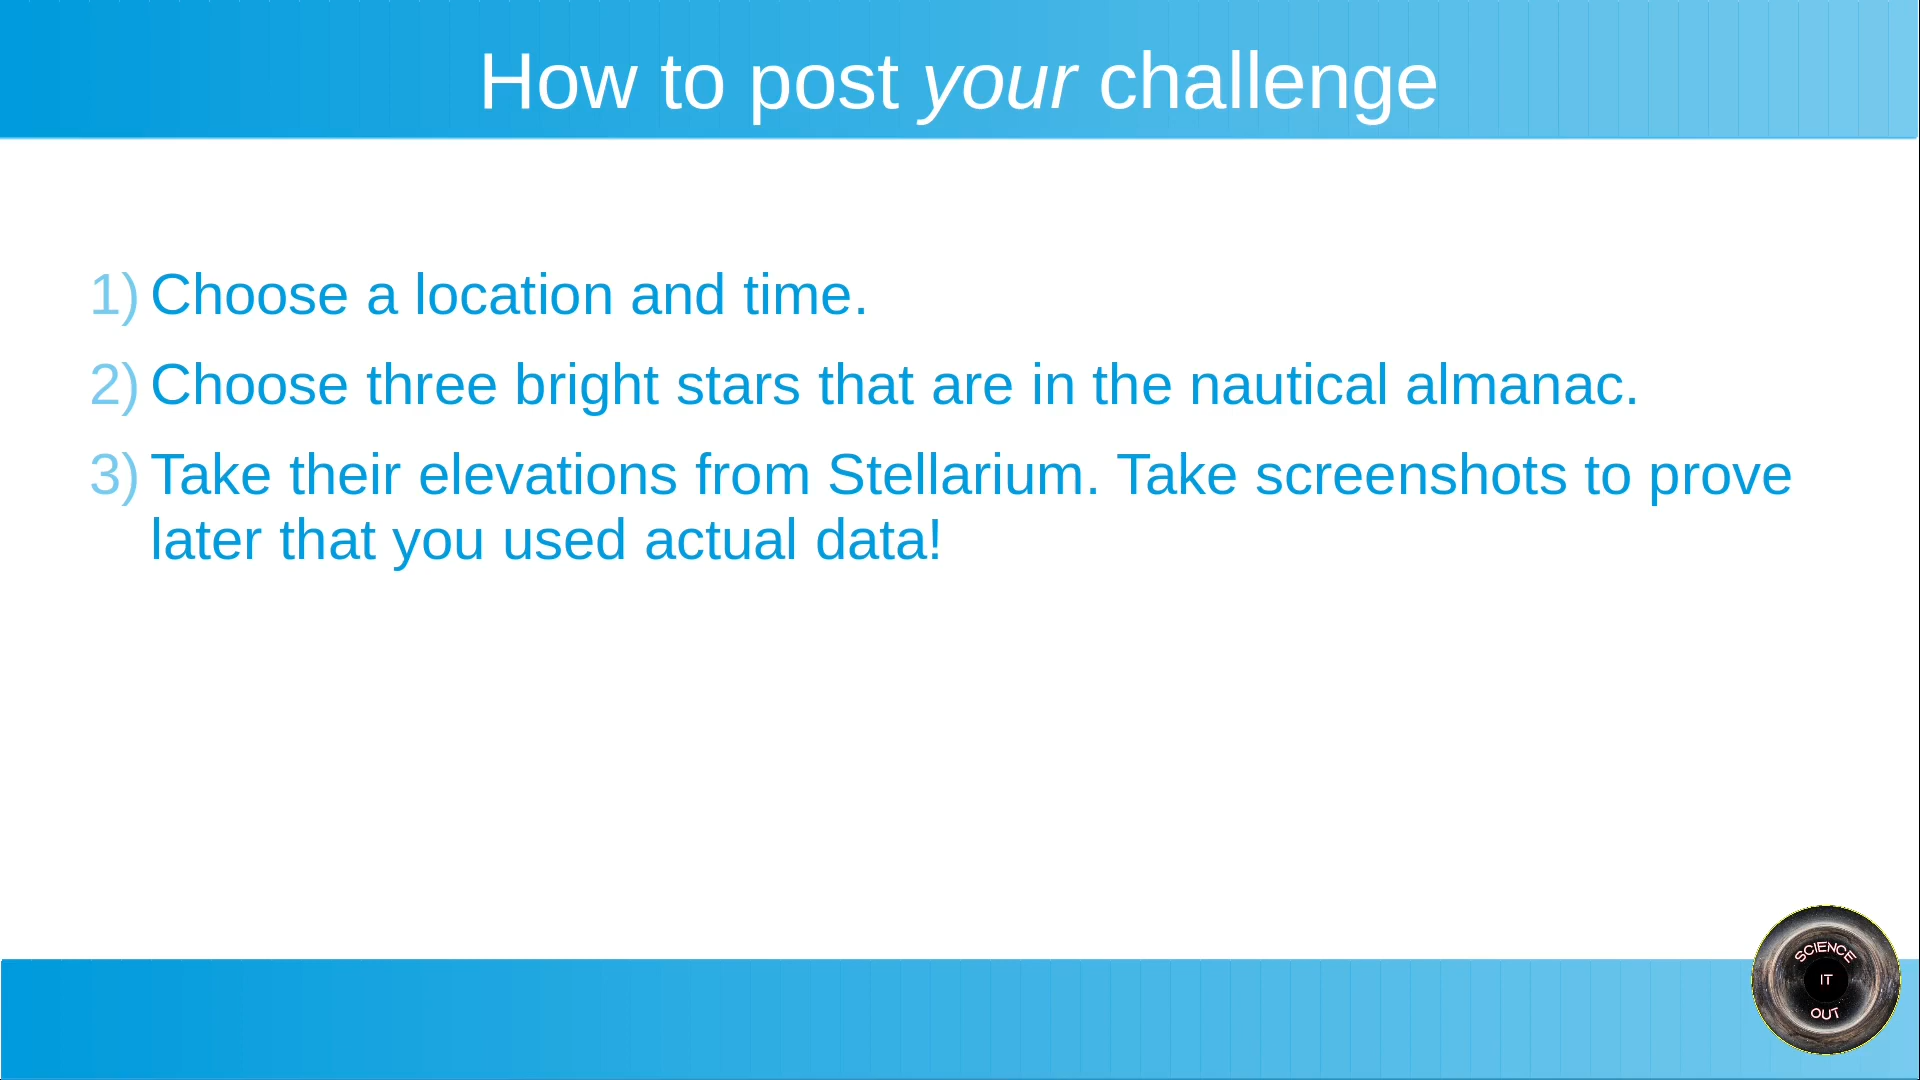 How to post your challenge
1) Choose a location and time.
2) Choose three bright stars that are in the nautical almanac.
3) Take their elevations from Stellarium. Take screenshots to prove
later that you used actual data!
SCIENCE
IT
OUT